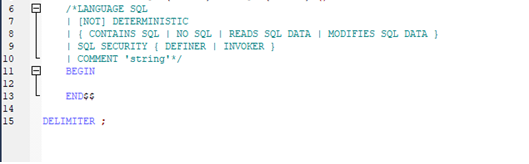 6 /*LANGUAGE SQL
7 | [NOT] DETERMINISTIC
8 | { CONTAINS SQL | NO SQL | READS SQL DATA | MODIFIES SQL DATA }
9 | SQL SECURITY { DEFINER | INVOKER }
10 | COMMENT 'string'*/
11 BEGIN
12
13 END$$
14
15 DELIMITER ;